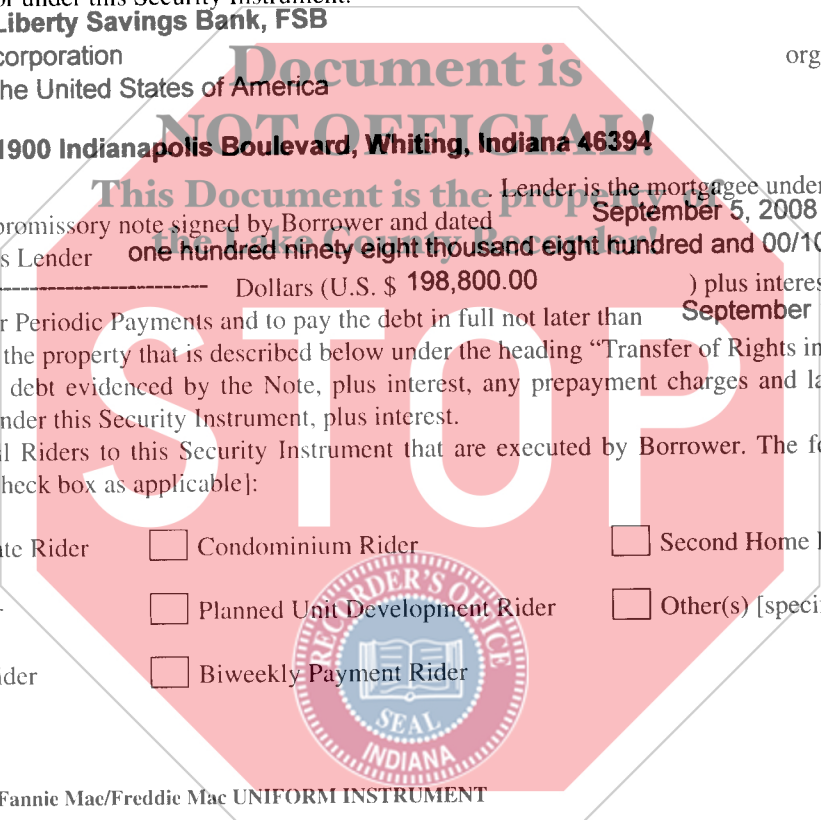 or under this Security Instrument.
Liberty Savings Bank, FSB
corporation org
he United States of America
Document is
NOT OFFICIAL!
This Document is the property of
the Lake County Recorder!
1900 Indianapolis Boulevard, Whiting, Indiana 46394
. Lender is the mortgagee under
promissory note signed by Borrower and dated September 5, 2008
s Lender one hundred ninety eight thousand eight hundred and 00/10
Dollars (U.S. $ 198,800.00 ) plus interes
r Periodic Payments and to pay the debt in full not later than September
the property that is described below under the heading “Transfer of Rights in
debt evidenced by the Note, plus interest, any prepayment charges and la
nder this Security Instrument, plus interest.
l Riders to this Security Instrument that are executed by Borrower. The fo
heck box as applicable]:
STOP
te Rider Condominium Rider Second Home
Planned Unit Development Rider Other(s) [speci
ider Biweekly Payment Rider
RECORDER'S OFFICE
SEAL
INDIANA
Fannie Mae/Freddie Mac UNIFORM INSTRUMENT